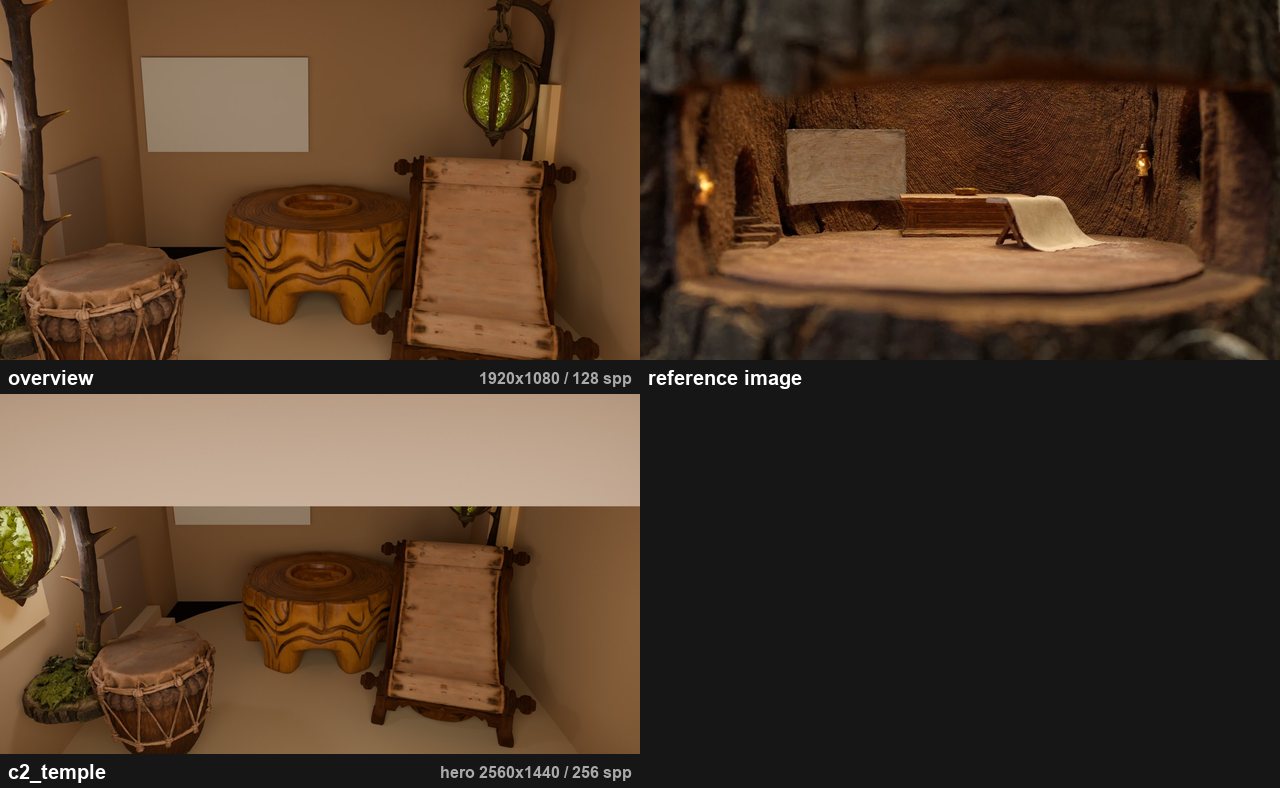 overview
1920x1080 / 128 spp
reference image
c2_temple
hero 2560x1440 / 256 spp